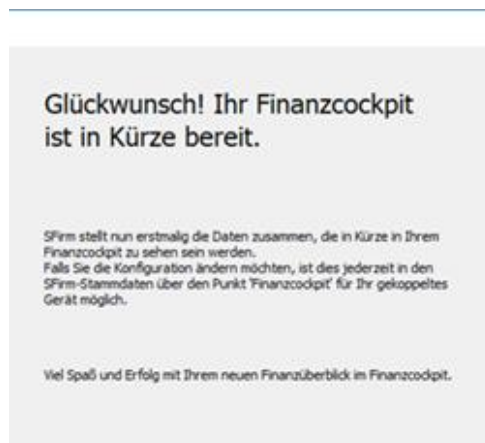 Glückwunsch! Ihr Finanzcockpit
ist in Kürze bereit.
SFirm stellt nun erstmalig die Daten zusammen, die in Kürze in Ihrem
Finanzcockpit zu sehen sein werden.
Falls Sie die Konfiguration ändern möchten, ist dies jederzeit in den
SFirm-Stammdaten über den Punkt 'Finanzcockpit' für Ihr gekoppeltes
Gerät möglich.
Viel Spaß und Erfolg mit Ihrem neuen Finanzüberblick im Finanzcockpit.